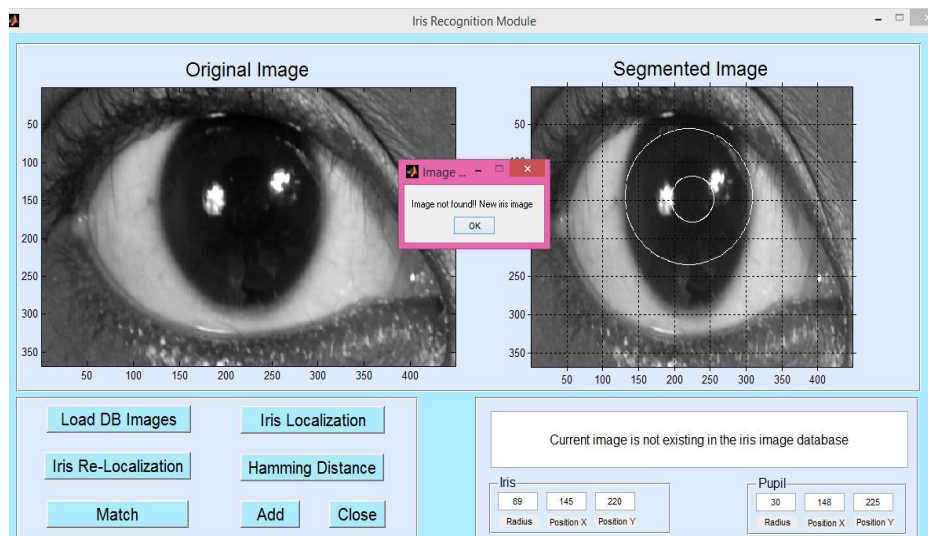 Iris Recognition Module
Original Image
Segmented Image
50
100
150
200
250
300
350
50 100 150 200 250 300 350 400
50
150
200
250
300
350
50 100 150 200 250 300 350 400
Image ...
Image not found!! New iris image
OK
Load DB Images
Iris Localization
Iris Re-Localization
Hamming Distance
Match
Add
Close
Current image is not existing in the iris image database
Iris
89 145 220
Radius Position X Position Y
Pupil
30 148 225
Radius Position X Position Y